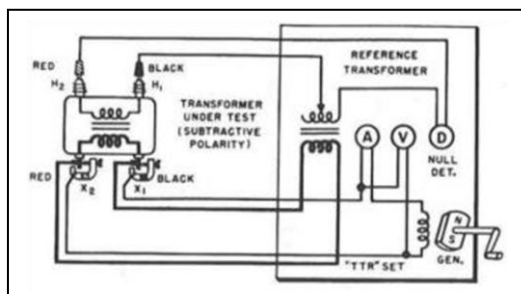 RED
BLACK
H2
H1
REFERENCE
TRANSFORMER
TRANSFORMER
UNDER TEST
(SUBTRACTIVE
POLARITY)
A
V
D
NULL
DET.
RED
X2
X1
BLACK
N
S
GEN.
"TTR" SET